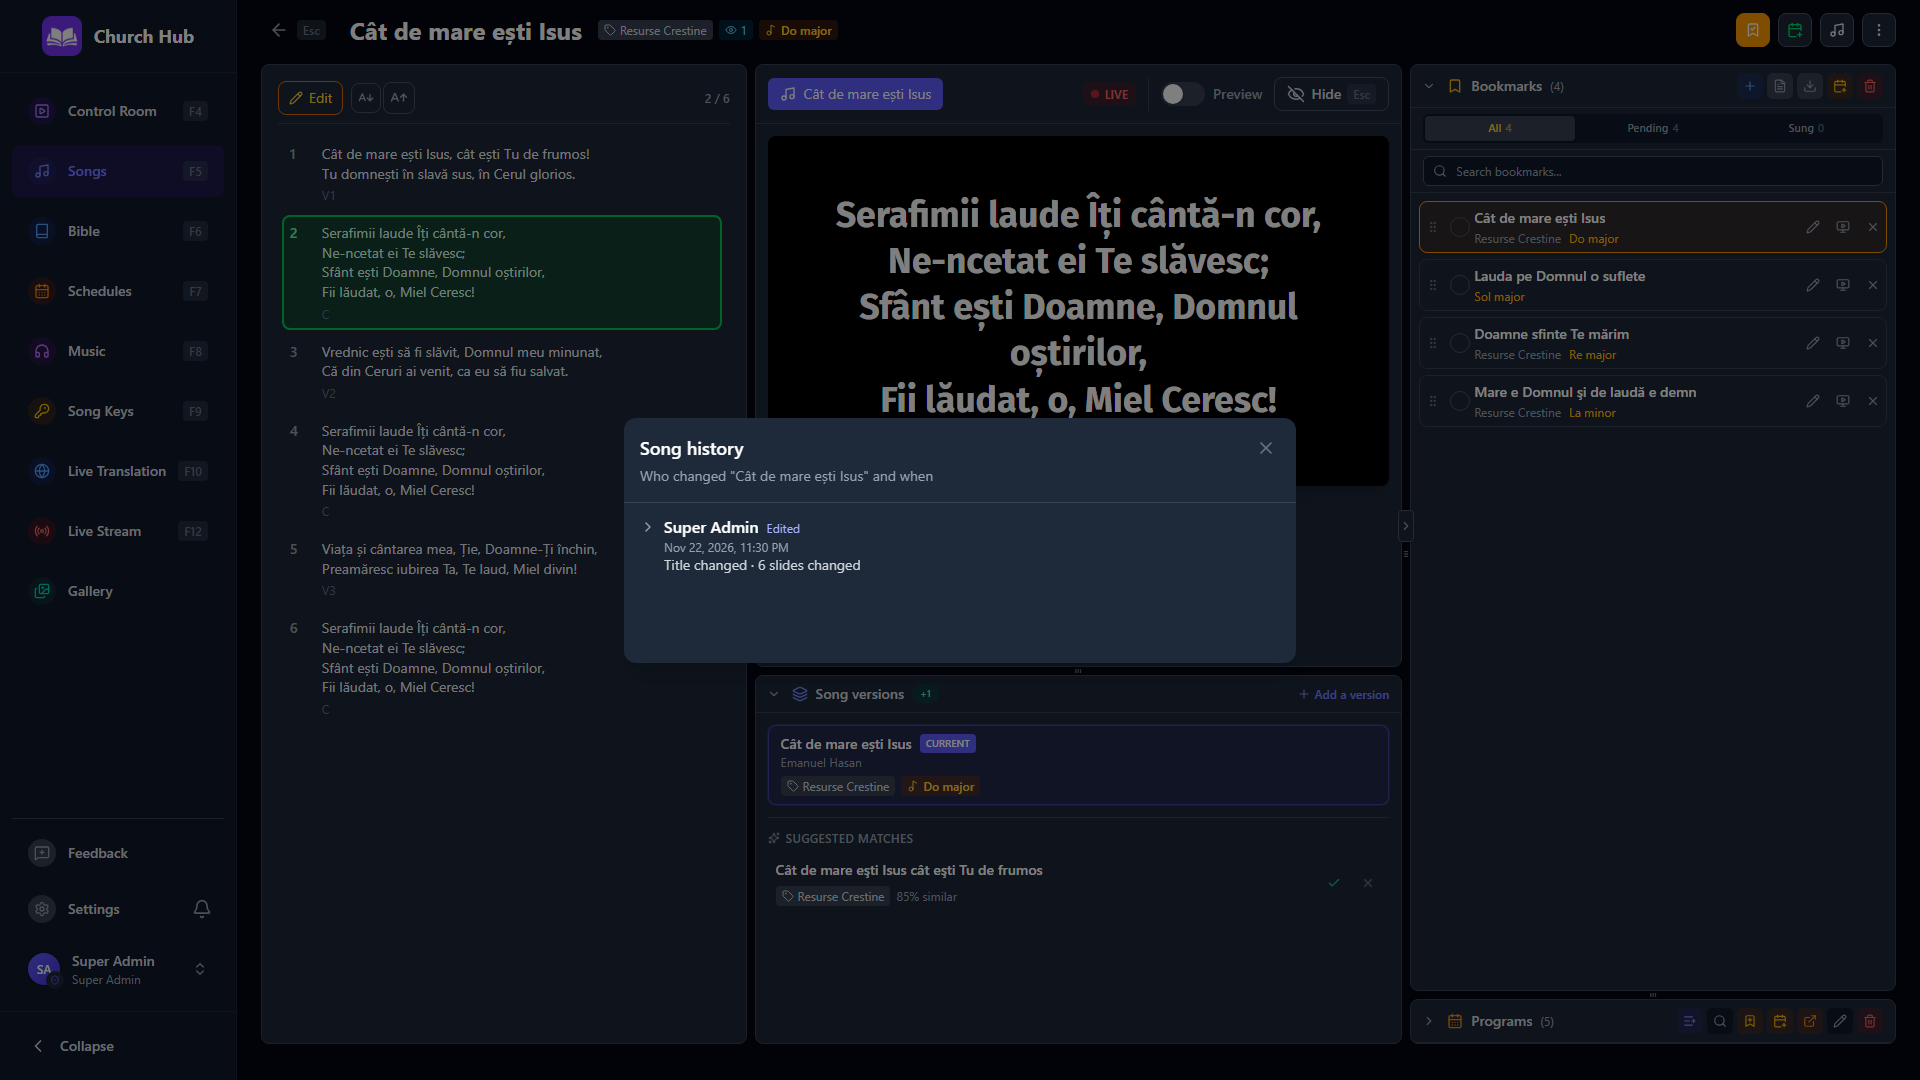 Church Hub
Control Room F4
Songs F5
Bible F6
Schedules F7
Music F8
Song Keys F9
Live Translation F10
Live Stream F12
Gallery
Feedback
Settings
SA
Super Admin
Super Admin
Collapse
Esc Cât de mare ești Isus Resurse Crestine 1 Do major
Edit A A 2 / 6
1 Cât de mare ești Isus, cât ești Tu de frumos!
Tu domnești în slavă sus, în Cerul glorios.
V1
2 Serafimii laude Îți cântă-n cor,
Ne-ncetat ei Te slăvesc;
Sfânt ești Doamne, Domnul oștirilor,
Fii lăudat, o, Miel Ceresc!
C
3 Vrednic ești să fi slăvit, Domnul meu minunat,
Că din Ceruri ai venit, ca eu să fiu salvat.
V2
4 Serafimii laude Îți cântă-n cor,
Ne-ncetat ei Te slăvesc;
Sfânt ești Doamne, Domnul oștirilor,
Fii lăudat, o, Miel Ceresc!
C
5 Viața și cântarea mea, Ție, Doamne-Ți închin,
Preamăresc iubirea Ta, Te laud, Miel divin!
V3
6 Serafimii laude Îți cântă-n cor,
Ne-ncetat ei Te slăvesc;
Sfânt ești Doamne, Domnul oștirilor,
Fii lăudat, o, Miel Ceresc!
C
Cât de mare ești Isus LIVE Preview Hide Esc
Serafimii laude Îți cântă-n cor,
Ne-ncetat ei Te slăvesc;
Sfânt ești Doamne, Domnul
oștirilor,
Fii lăudat, o, Miel Ceresc!
Song history
Who changed "Cât de mare ești Isus" and when
Super Admin Edited
Nov 22, 2026, 11:30 PM
Title changed · 6 slides changed
Song versions +1 Add a version
Cât de mare ești Isus CURRENT
Emanuel Hasan
Resurse Crestine Do major
SUGGESTED MATCHES
Cât de mare eşti Isus cât eşti Tu de frumos
Resurse Crestine 85% similar
Bookmarks (4)
All 4 Pending 4 Sung 0
Search bookmarks...
Cât de mare ești Isus
Resurse Crestine Do major
Lauda pe Domnul o suflete
Sol major
Doamne sfinte Te mărim
Resurse Crestine Re major
Mare e Domnul şi de laudă e demn
Resurse Crestine La minor
Programs (5)